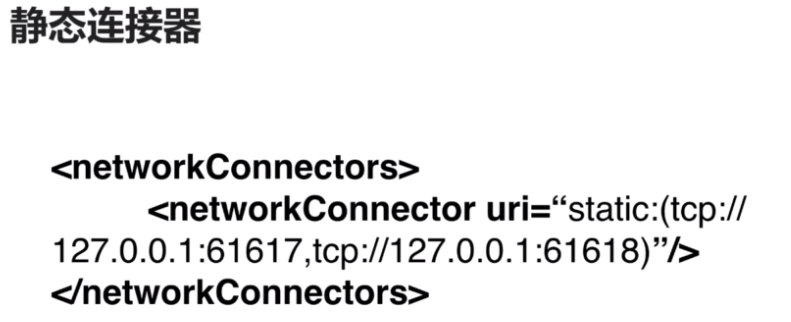 静态连接器
<networkConnectors>
<networkConnector uri=“static:(tcp://
127.0.0.1:61617,tcp://127.0.0.1:61618)”/>
</networkConnectors>